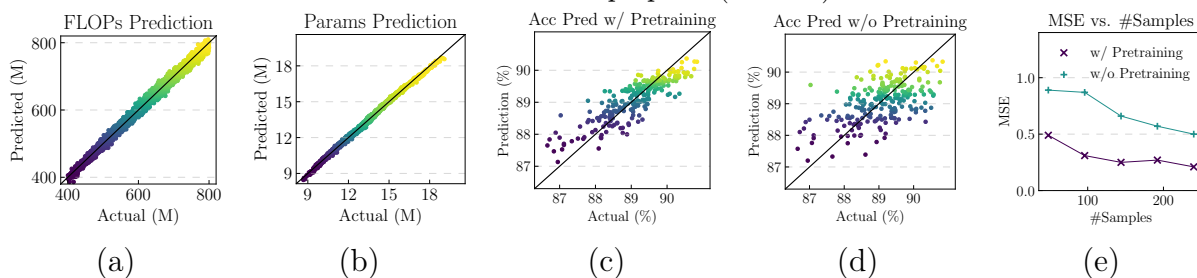 FLOPs Prediction
Predicted (M)
800
600
400
400 600 800
Actual (M)
(a)
Params Prediction
Predicted (M)
18
15
12
9
9 12 15 18
Actual (M)
(b)
Acc Pred w/ Pretraining
Prediction (%)
90
89
88
87
87 88 89 90
Actual (%)
(c)
Acc Pred w/o Pretraining
Prediction (%)
90
89
88
87
87 88 89 90
Actual (%)
(d)
MSE vs. #Samples
w/ Pretraining
w/o Pretraining
MSE
1.0
0.5
0.0
100 200
#Samples
(e)